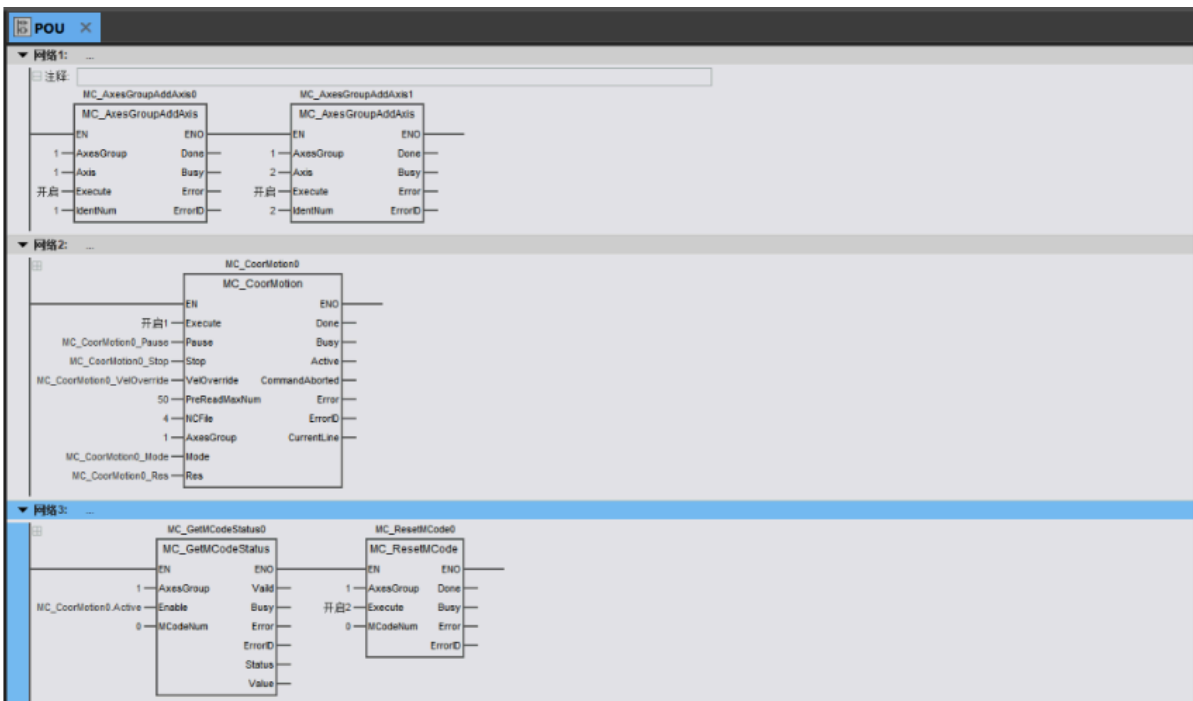 POU ×
▼ 网络1: ...
注释:
MC_AxesGroupAddAxis0 MC_AxesGroupAddAxis1
MC_AxesGroupAddAxis MC_AxesGroupAddAxis
EN ENO EN ENO
1 AxesGroup Done 1 AxesGroup Done
1 Axis Busy 2 Axis Busy
开启 Execute Error 开启 Execute Error
1 IdentNum ErrorID 2 IdentNum ErrorID
▼ 网络2: ...
MC_CoorMotion0
MC_CoorMotion
EN ENO
开启1 Execute Done
MC_CoorMotion0_Pause Pause Busy
MC_CoorMotion0_Stop Stop Active
MC_CoorMotion0_VelOverride VelOverride CommandAborted
50 PreReadMaxNum Error
4 NCFile ErrorID
1 AxesGroup CurrentLine
MC_CoorMotion0_Mode Mode
MC_CoorMotion0_Res Res
▼ 网络3: ...
MC_GetMCodeStatus0 MC_ResetMCode0
MC_GetMCodeStatus MC_ResetMCode
EN ENO EN ENO
1 AxesGroup Vaild 1 AxesGroup Done
MC_CoorMotion0.Active Enable Busy 开启2 Execute Busy
0 MCodeNum Error 0 MCodeNum Error
ErrorID ErrorID
Status
Value